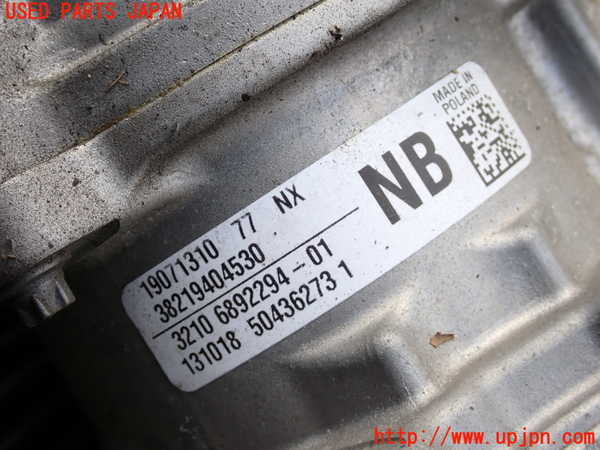 USED PARTS JAPAN
MADE IN
POLAND
NB
19071310 77 NX
38219404530
3210 6892294-01
131018 50436273 1
http://www.upjpn.com/